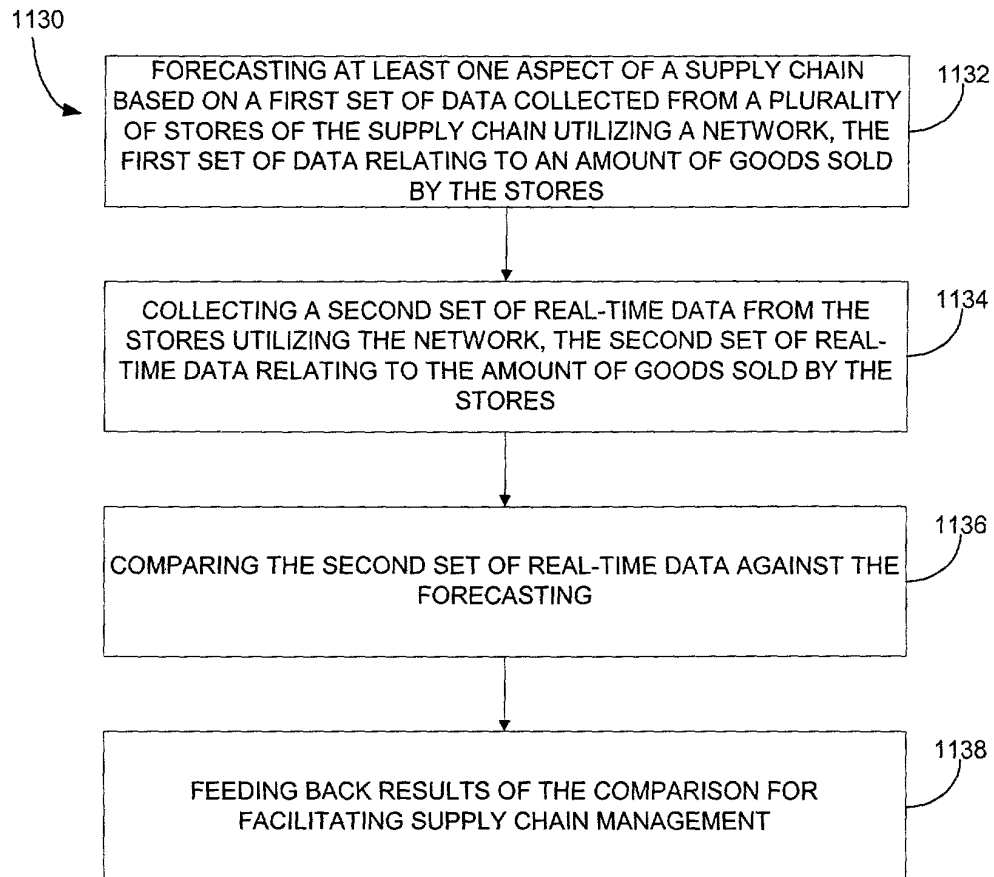 1130
FORECASTING AT LEAST ONE ASPECT OF A SUPPLY CHAIN
BASED ON A FIRST SET OF DATA COLLECTED FROM A PLURALITY
OF STORES OF THE SUPPLY CHAIN UTILIZING A NETWORK, THE
FIRST SET OF DATA RELATING TO AN AMOUNT OF GOODS SOLD
BY THE STORES
1132
COLLECTING A SECOND SET OF REAL-TIME DATA FROM THE
STORES UTILIZING THE NETWORK, THE SECOND SET OF REAL-
TIME DATA RELATING TO THE AMOUNT OF GOODS SOLD BY THE
STORES
1134
COMPARING THE SECOND SET OF REAL-TIME DATA AGAINST THE
FORECASTING
1136
FEEDING BACK RESULTS OF THE COMPARISON FOR
FACILITATING SUPPLY CHAIN MANAGEMENT
1138